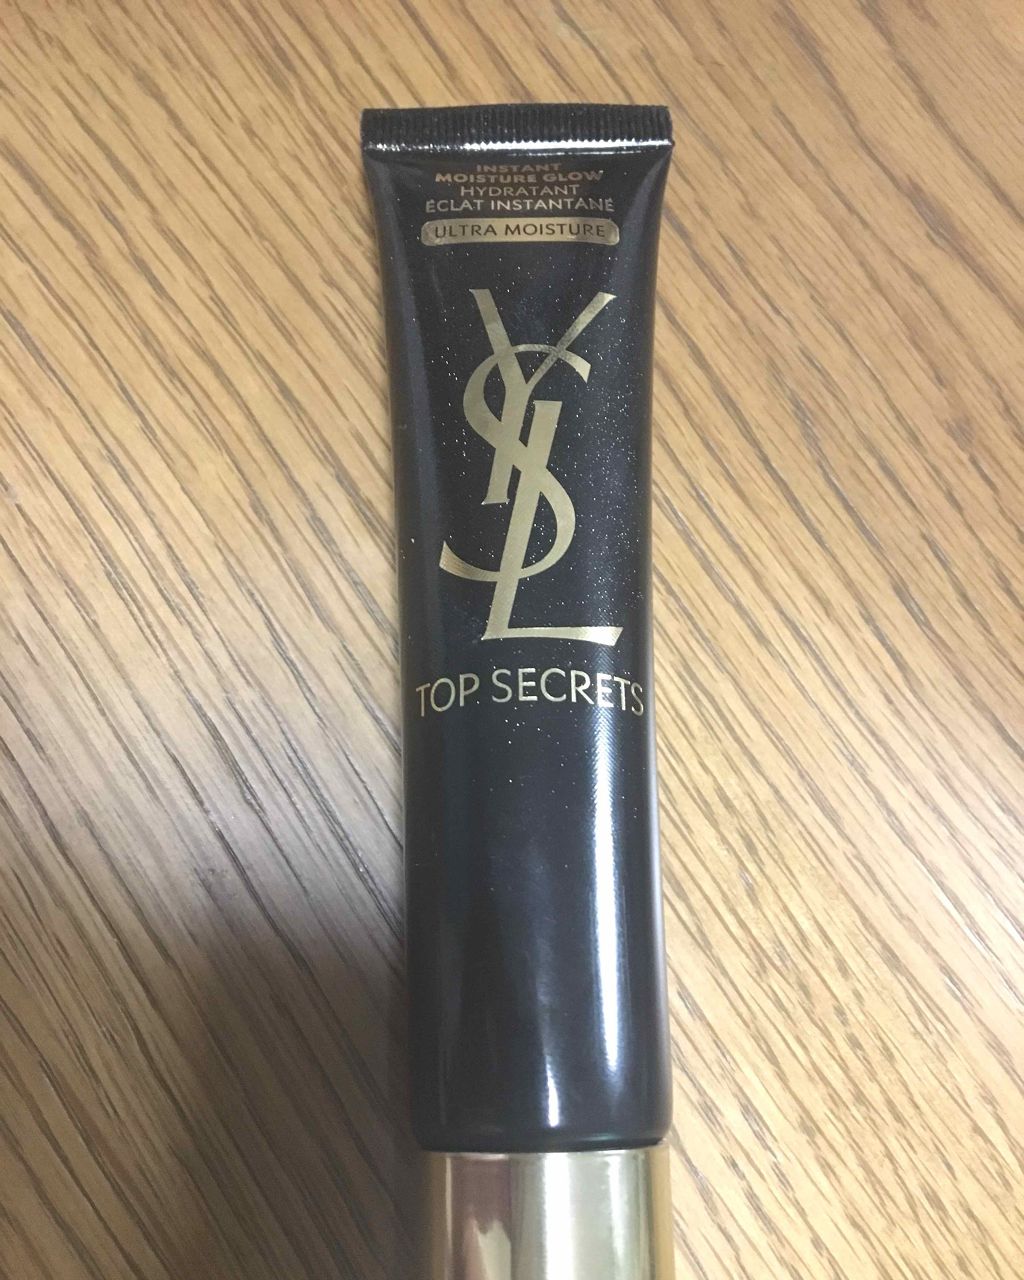 INSTANT
MOISTURE GLOW
HYDRATANT
ÉCLAT INSTANTANÉ
ULTRA MOISTURE
YSL
TOP SECRETS